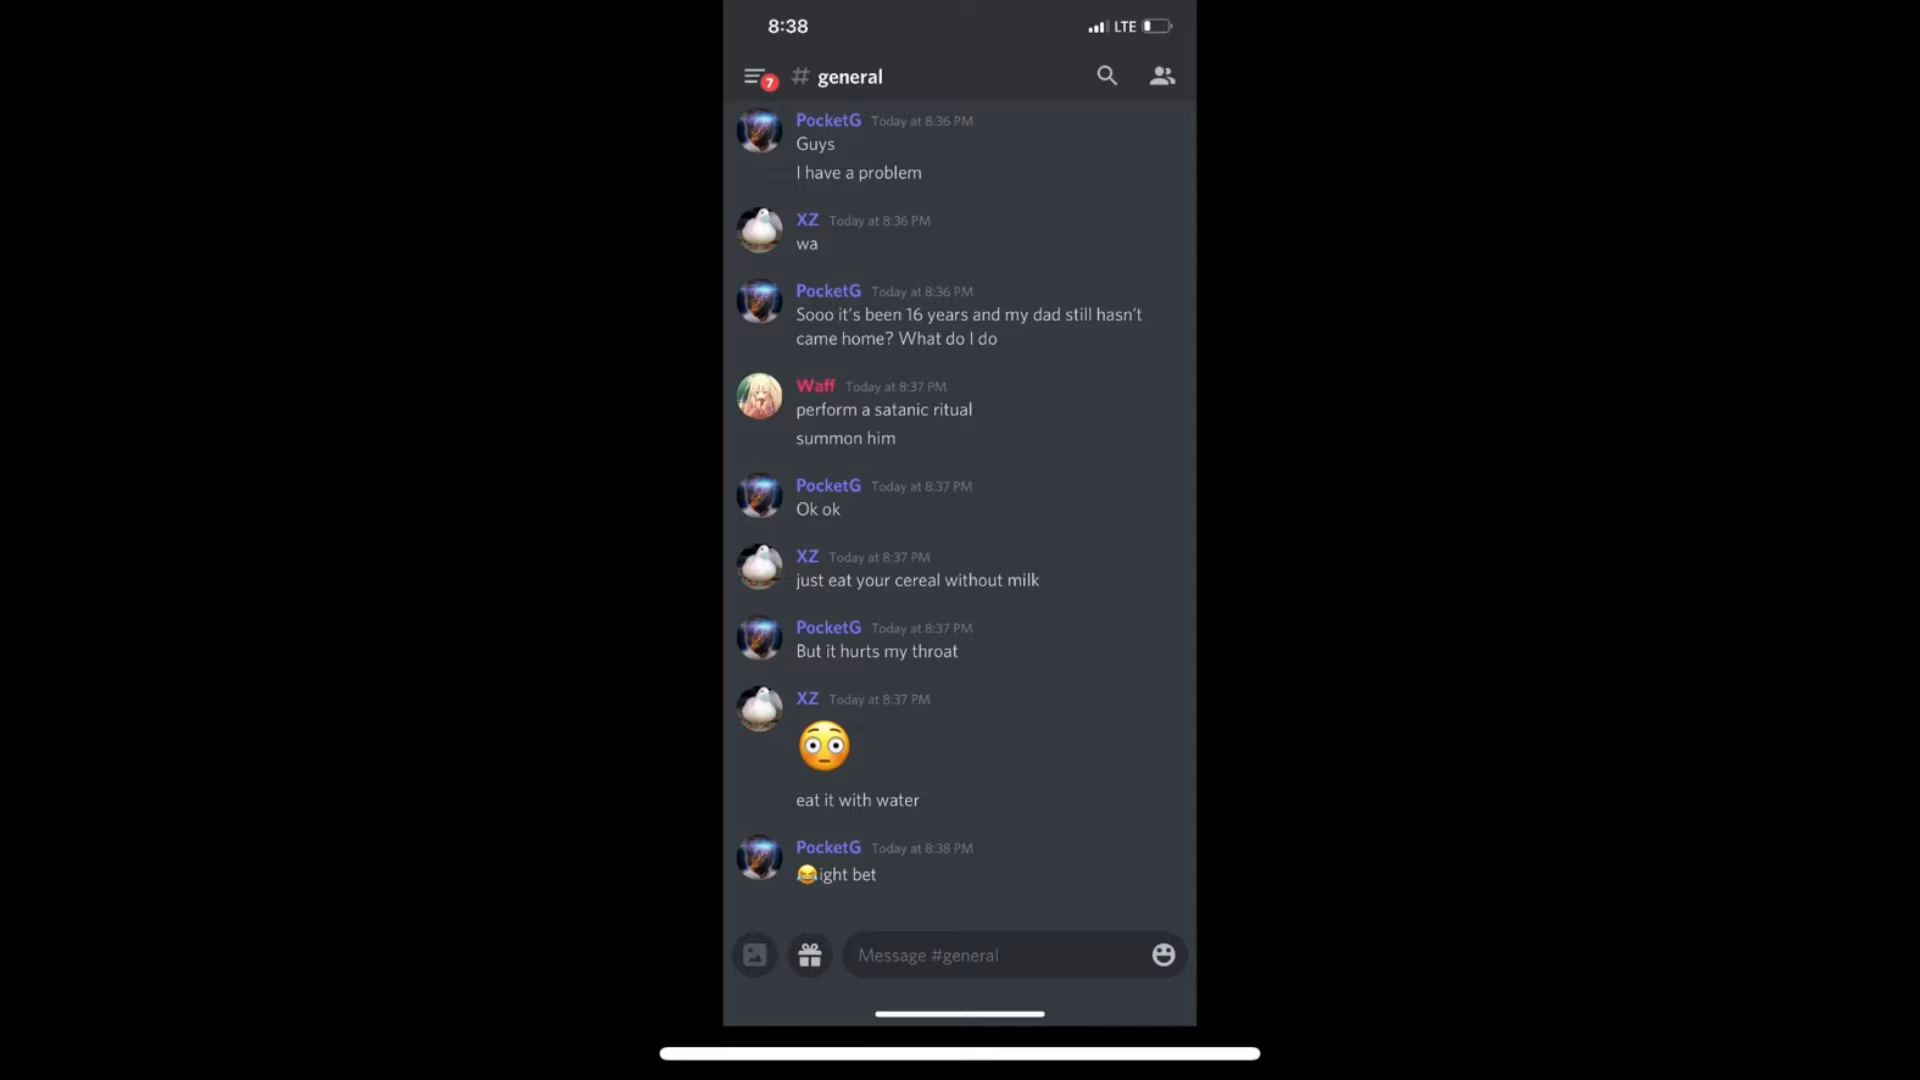 8:38
LTE
7
# general
PocketG Today at 8:36 PM
Guys
I have a problem
XZ Today at 8:36 PM
wa
PocketG Today at 8:36 PM
Sooo it's been 16 years and my dad still hasn't
came home? What do I do
Waff Today at 8:37 PM
perform a satanic ritual
summon him
PocketG Today at 8:37 PM
Ok ok
XZ Today at 8:37 PM
just eat your cereal without milk
PocketG Today at 8:37 PM
But it hurts my throat
XZ Today at 8:37 PM
😳
eat it with water
PocketG Today at 8:38 PM
😂ight bet
Message #general